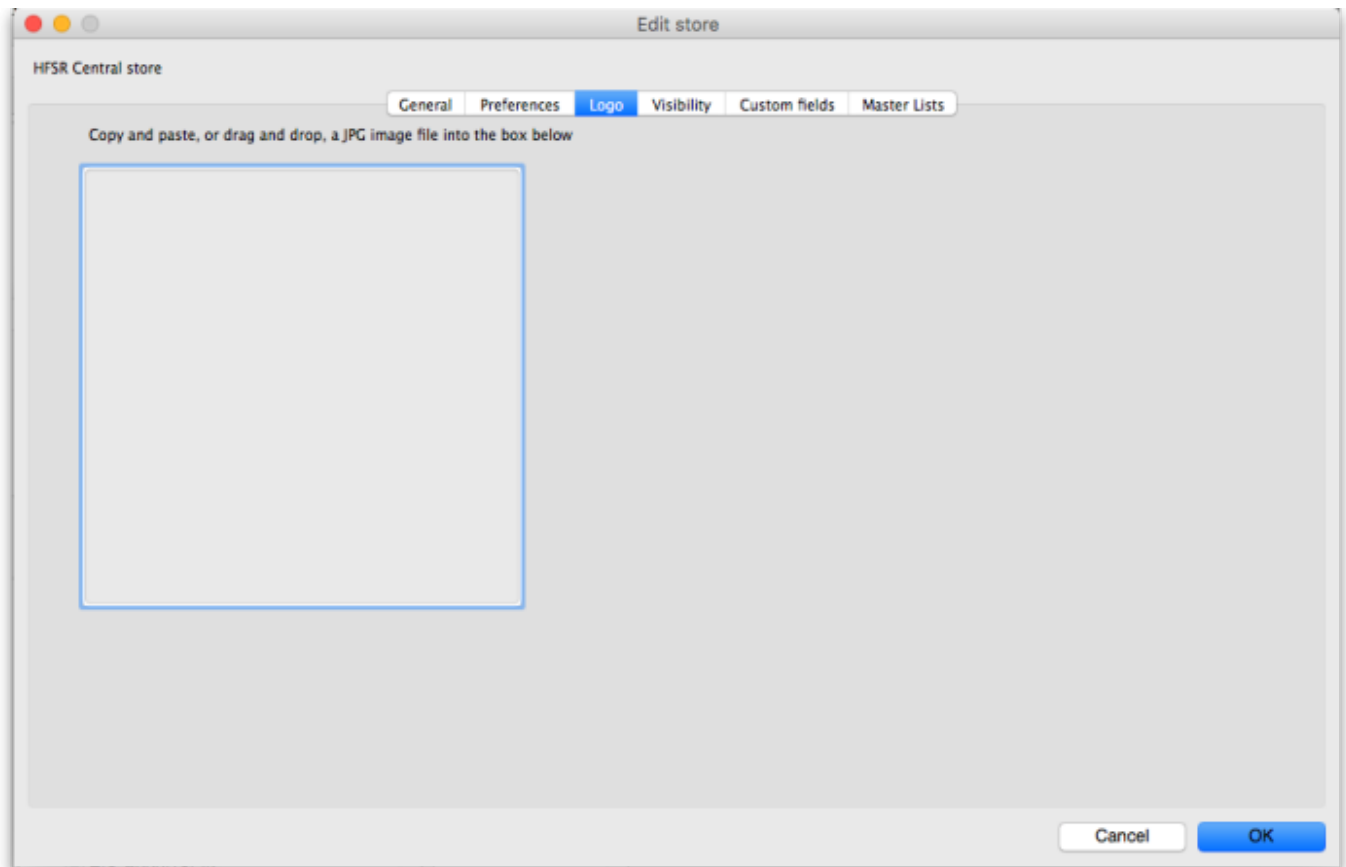 Edit store
HFSR Central store
General Preferences Logo Visibility Custom fields Master Lists
Copy and paste, or drag and drop, a JPG image file into the box below
Cancel OK